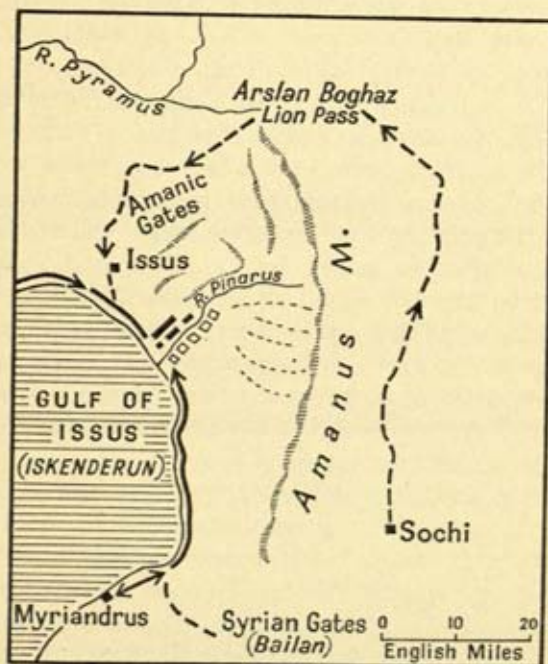 R. Pyramus
Arslan Boghaz
Lion Pass
Amanic
Gates
Issus
R. Pinarus
Amanus M.
GULF OF
ISSUS
(ISKENDERUN)
Sochi
Myriandrus
Syrian Gates
(Bailan)
0 10 20
English Miles